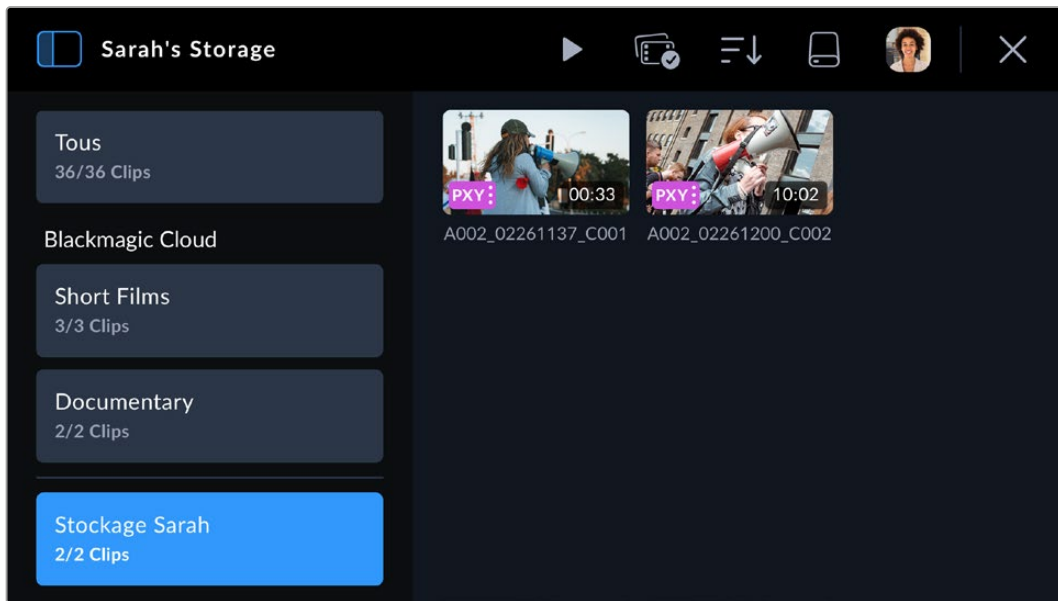 Sarah's Storage
Tous
36/36 Clips
Blackmagic Cloud
Short Films
3/3 Clips
Documentary
2/2 Clips
Stockage Sarah
2/2 Clips
PXY
00:33
PXY
10:02
A002_02261137_C001
A002_02261200_C002